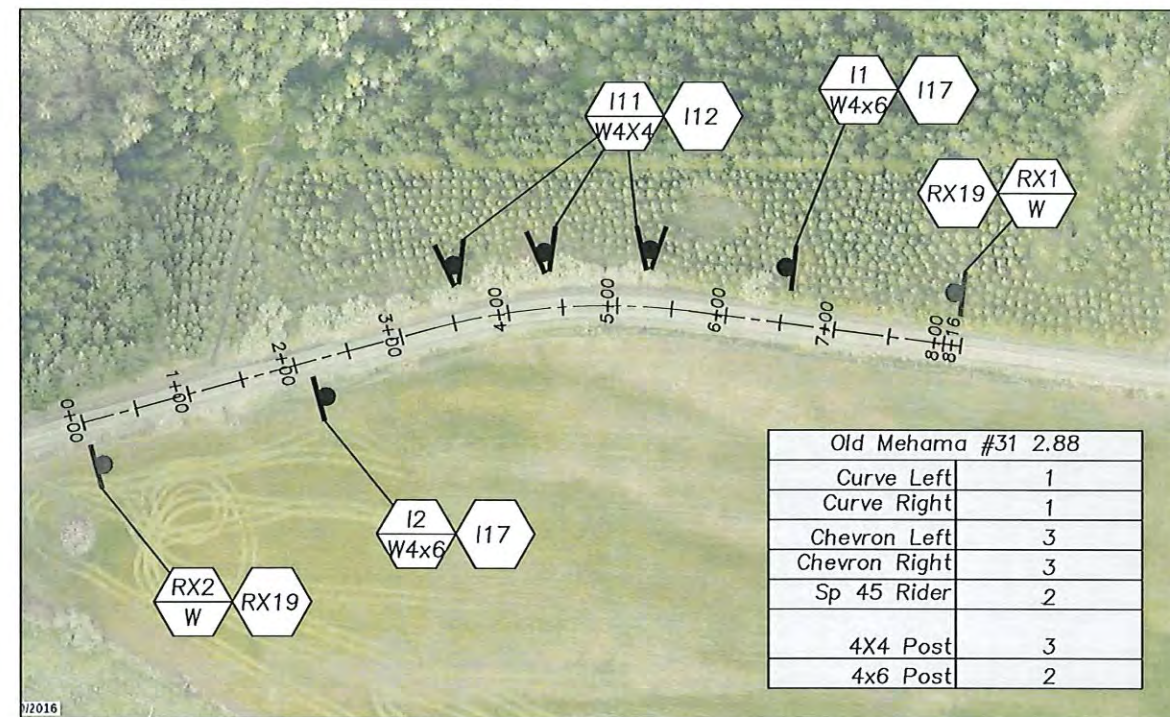 I11
W4X4
I12
I1
W4x6
I17
RX19
RX1
W
0+00
1+00
2+00
3+00
4+00
5+00
6+00
7+00
8+00
8+16
I2
W4x6
I17
RX2
W
RX19
Old Mehama #31 2.88
Curve Left 1
Curve Right 1
Chevron Left 3
Chevron Right 3
Sp 45 Rider 2
4X4 Post 3
4x6 Post 2
/2016